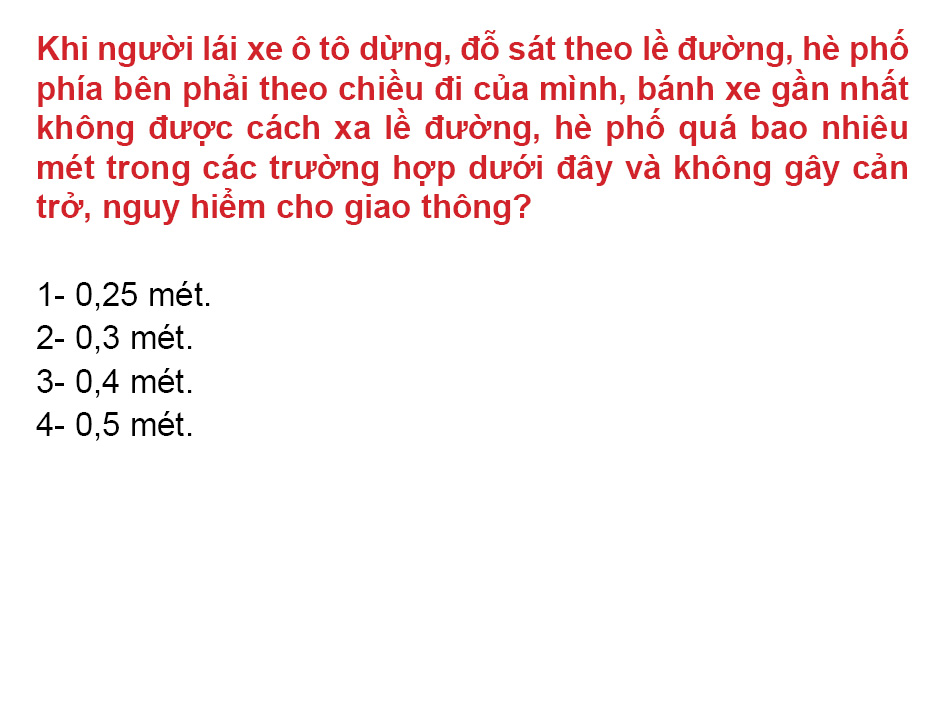 Khi người lái xe ô tô dừng, đỗ sát theo lề đường, hè phố
phía bên phải theo chiều đi của mình, bánh xe gần nhất
không được cách xa lề đường, hè phố quá bao nhiêu
mét trong các trường hợp dưới đây và không gây cản
trở, nguy hiểm cho giao thông?
1- 0,25 mét.
2- 0,3 mét.
3- 0,4 mét.
4- 0,5 mét.